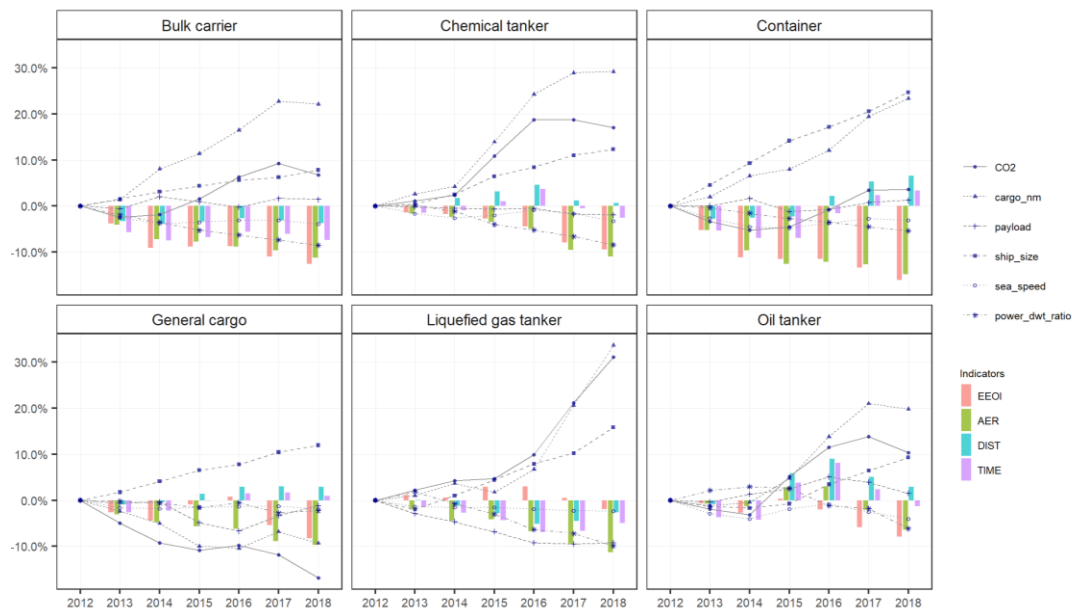 Bulk carrier
Chemical tanker
Container
30.0%
20.0%
10.0%
0.0%
-10.0%
General cargo
Liquefied gas tanker
Oil tanker
30.0%
20.0%
10.0%
0.0%
-10.0%
2012 2013 2014 2015 2016 2017 2018
2012 2013 2014 2015 2016 2017 2018
2012 2013 2014 2015 2016 2017 2018
CO2
cargo_nm
payload
ship_size
sea_speed
power_dwt_ratio
Indicators
EEOI
AER
DIST
TIME